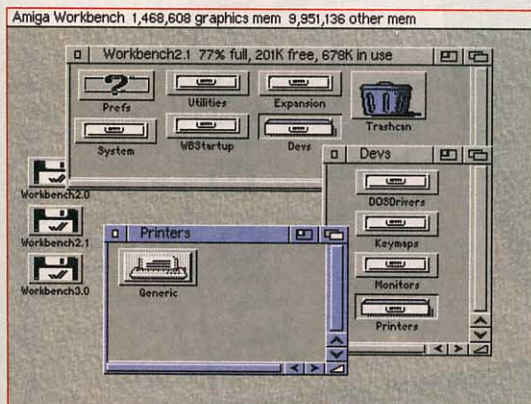 Amiga Workbench 1,468,608 graphics mem 9,951,136 other mem
Workbench2.1 77% full, 201K free, 678K in use
Prefs
Utilities
Expansion
Trashcan
System
WBStartup
Devs
Workbench2.0
Workbench2.1
Workbench3.0
Devs
DOSDrivers
Keymaps
Monitors
Printers
Printers
Generic